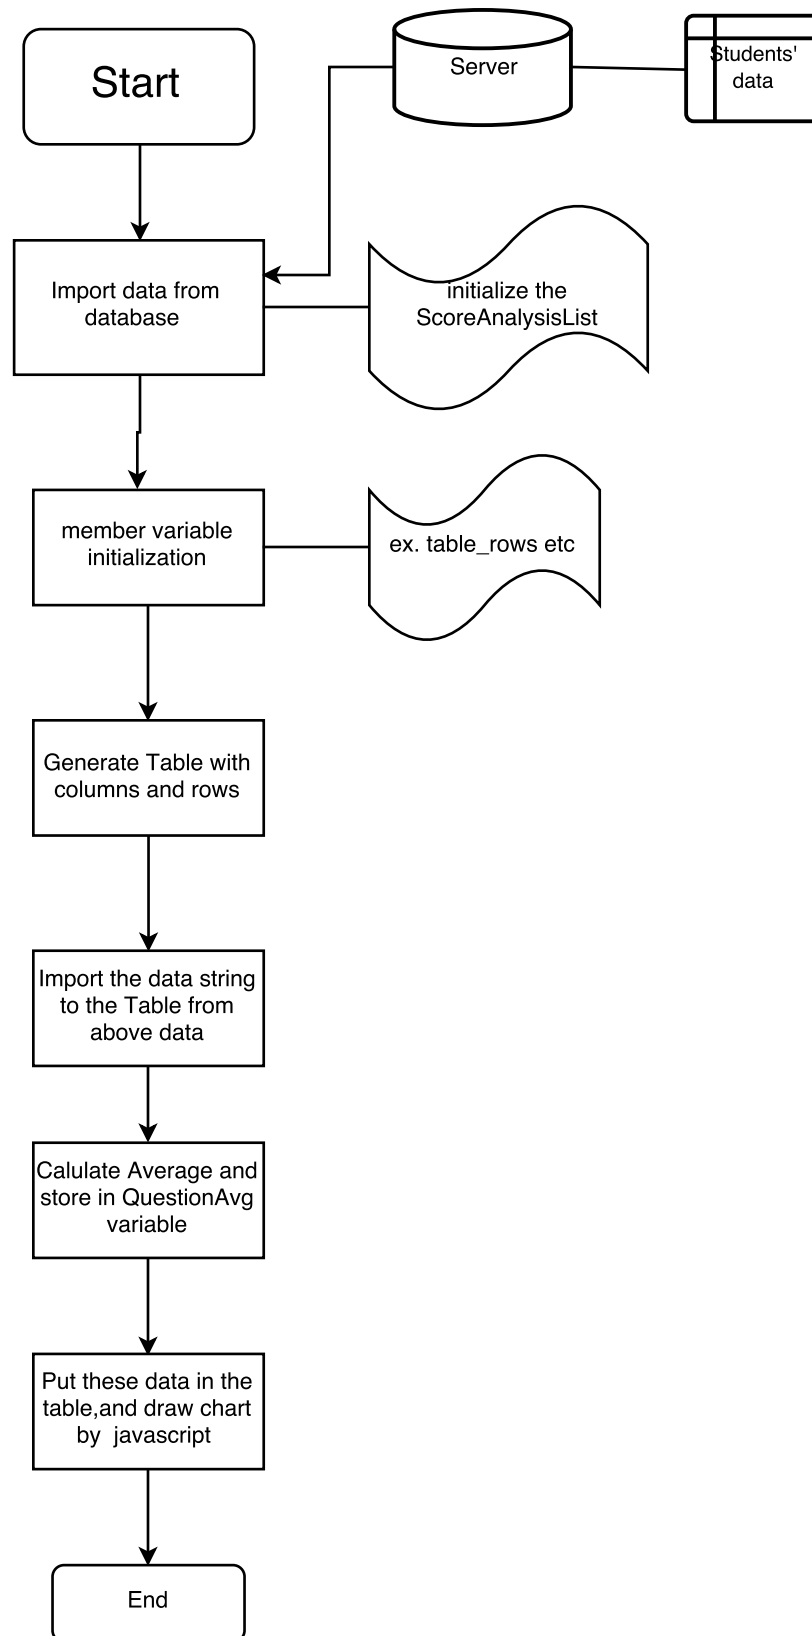 Start
Server
Students'
data
Import data from
database
initialize the
ScoreAnalysisList
member variable
initialization
ex. table_rows etc
Generate Table with
columns and rows
Import the data string
to the Table from
above data
Calulate Average and
store in QuestionAvg
variable
Put these data in the
table,and draw chart
by  javascript
End